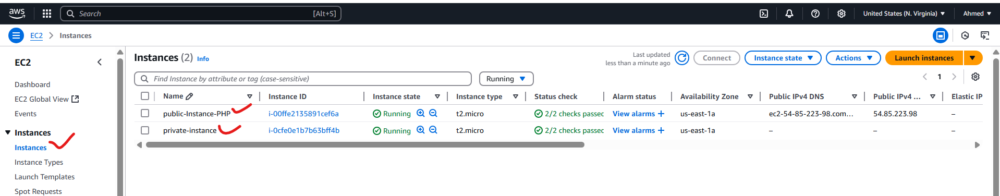 aws Search [Alt+S] United States (N. Virginia) Ahmed
EC2 Instances
EC2
Dashboard
EC2 Global View
Events
Instances
Instances
Instance Types
Launch Templates
Spot Requests
Instances (2) Info
Last updated
less than a minute ago
Connect Instance state Actions Launch instances
Find Instance by attribute or tag (case-sensitive) Running 1
Name Instance ID Instance state Instance type Status check Alarm status Availability Zone Public IPv4 DNS Public IPv4 ... Elastic IP
public-Instance-PHP i-00ffe2135891cef6a Running t2.micro 2/2 checks passec View alarms + us-east-1a ec2-54-85-223-98.com... 54.85.223.98 –
private-instance i-0cfe0e1b7b63bff4b Running t2.micro 2/2 checks passec View alarms + us-east-1a – – –